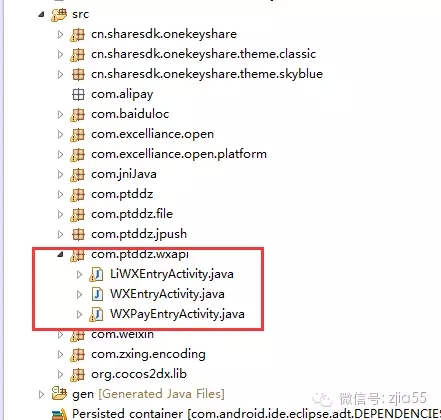 src
cn.sharesdk.onekeyshare
cn.sharesdk.onekeyshare.theme.classic
cn.sharesdk.onekeyshare.theme.skyblue
com.alipay
com.baiduloc
com.excelliance.open
com.excelliance.open.platform
com.jniJava
com.ptddz
com.ptddz.file
com.ptddz.jpush
com.ptddz.wxapi
LiWXEntryActivity.java
WXEntryActivity.java
WXPayEntryActivity.java
com.weixin
com.zxing.encoding
org.cocos2dx.lib
gen [Generated Java Files]
微信号: zjia55
Persisted container [com.android.ide.eclipse.adt.DEPENDENCIES